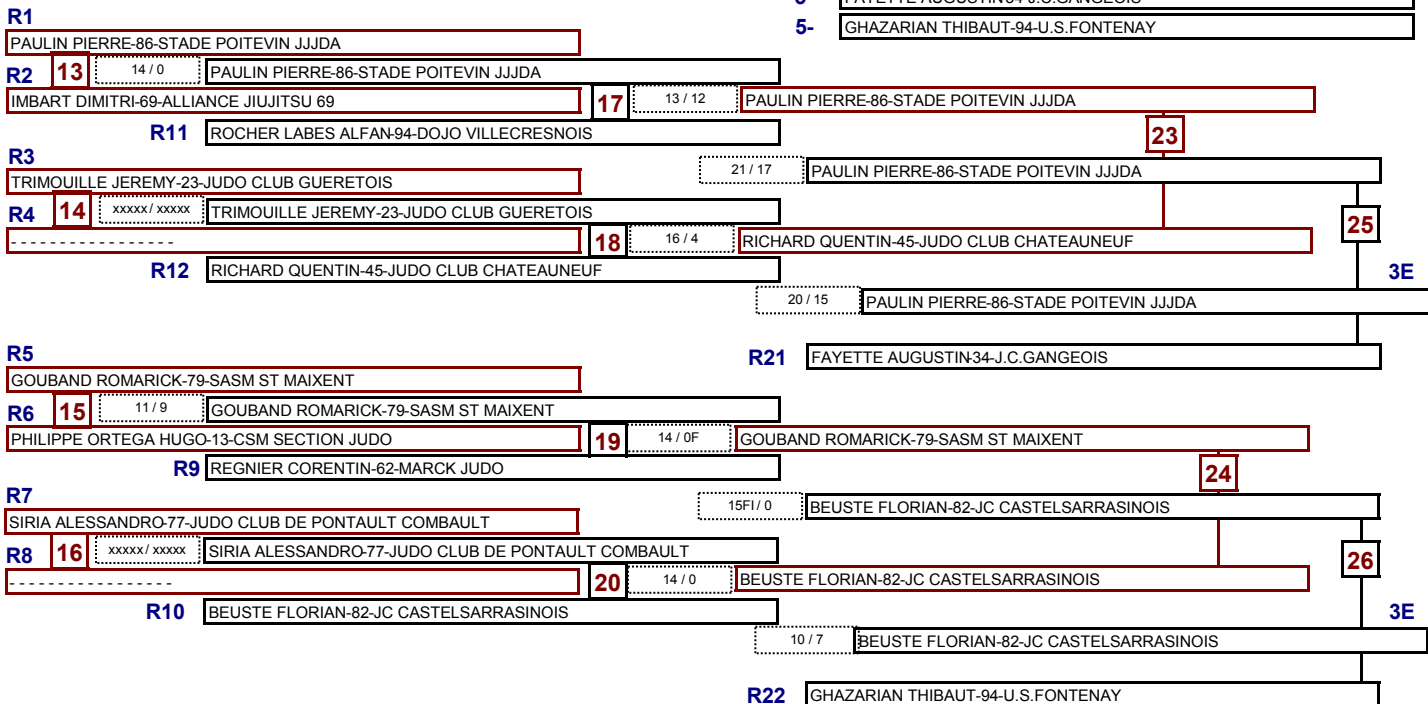 5- FAYETTE AUGUSTIN-34-J.C.GANGEOIS
R1
5- GHAZARIAN THIBAUT-94-U.S.FONTENAY
PAULIN PIERRE-86-STADE POITEVIN JJJDA
R2 13 14 / 0 PAULIN PIERRE-86-STADE POITEVIN JJJDA
IMBART DIMITRI-69-ALLIANCE JIUJITSU 69 17 13 / 12 PAULIN PIERRE-86-STADE POITEVIN JJJDA
R11 ROCHER LABES ALFAN-94-DOJO VILLECRESNOIS 23
R3 21 / 17 PAULIN PIERRE-86-STADE POITEVIN JJJDA
TRIMOUILLE JEREMY-23-JUDO CLUB GUERETOIS
R4 14 xxxxx / xxxxx TRIMOUILLE JEREMY-23-JUDO CLUB GUERETOIS 25
- - - - - - - - - - - - - - - - - 18 16 / 4 RICHARD QUENTIN-45-JUDO CLUB CHATEAUNEUF
R12 RICHARD QUENTIN-45-JUDO CLUB CHATEAUNEUF 3E
20 / 15 PAULIN PIERRE-86-STADE POITEVIN JJJDA
R5 R21 FAYETTE AUGUSTIN-34-J.C.GANGEOIS
GOUBAND ROMARICK-79-SASM ST MAIXENT
R6 15 11 / 9 GOUBAND ROMARICK-79-SASM ST MAIXENT
PHILIPPE ORTEGA HUGO-13-CSM SECTION JUDO 19 14 / 0F GOUBAND ROMARICK-79-SASM ST MAIXENT
R9 REGNIER CORENTIN-62-MARCK JUDO 24
R7 15FI / 0 BEUSTE FLORIAN-82-JC CASTELSARRASINOIS
SIRIA ALESSANDRO-77-JUDO CLUB DE PONTAULT COMBAULT
R8 16 xxxxx / xxxxx SIRIA ALESSANDRO-77-JUDO CLUB DE PONTAULT COMBAULT 26
- - - - - - - - - - - - - - - - - 20 14 / 0 BEUSTE FLORIAN-82-JC CASTELSARRASINOIS
R10 BEUSTE FLORIAN-82-JC CASTELSARRASINOIS 3E
10 / 7 BEUSTE FLORIAN-82-JC CASTELSARRASINOIS
R22 GHAZARIAN THIBAUT-94-U.S.FONTENAY